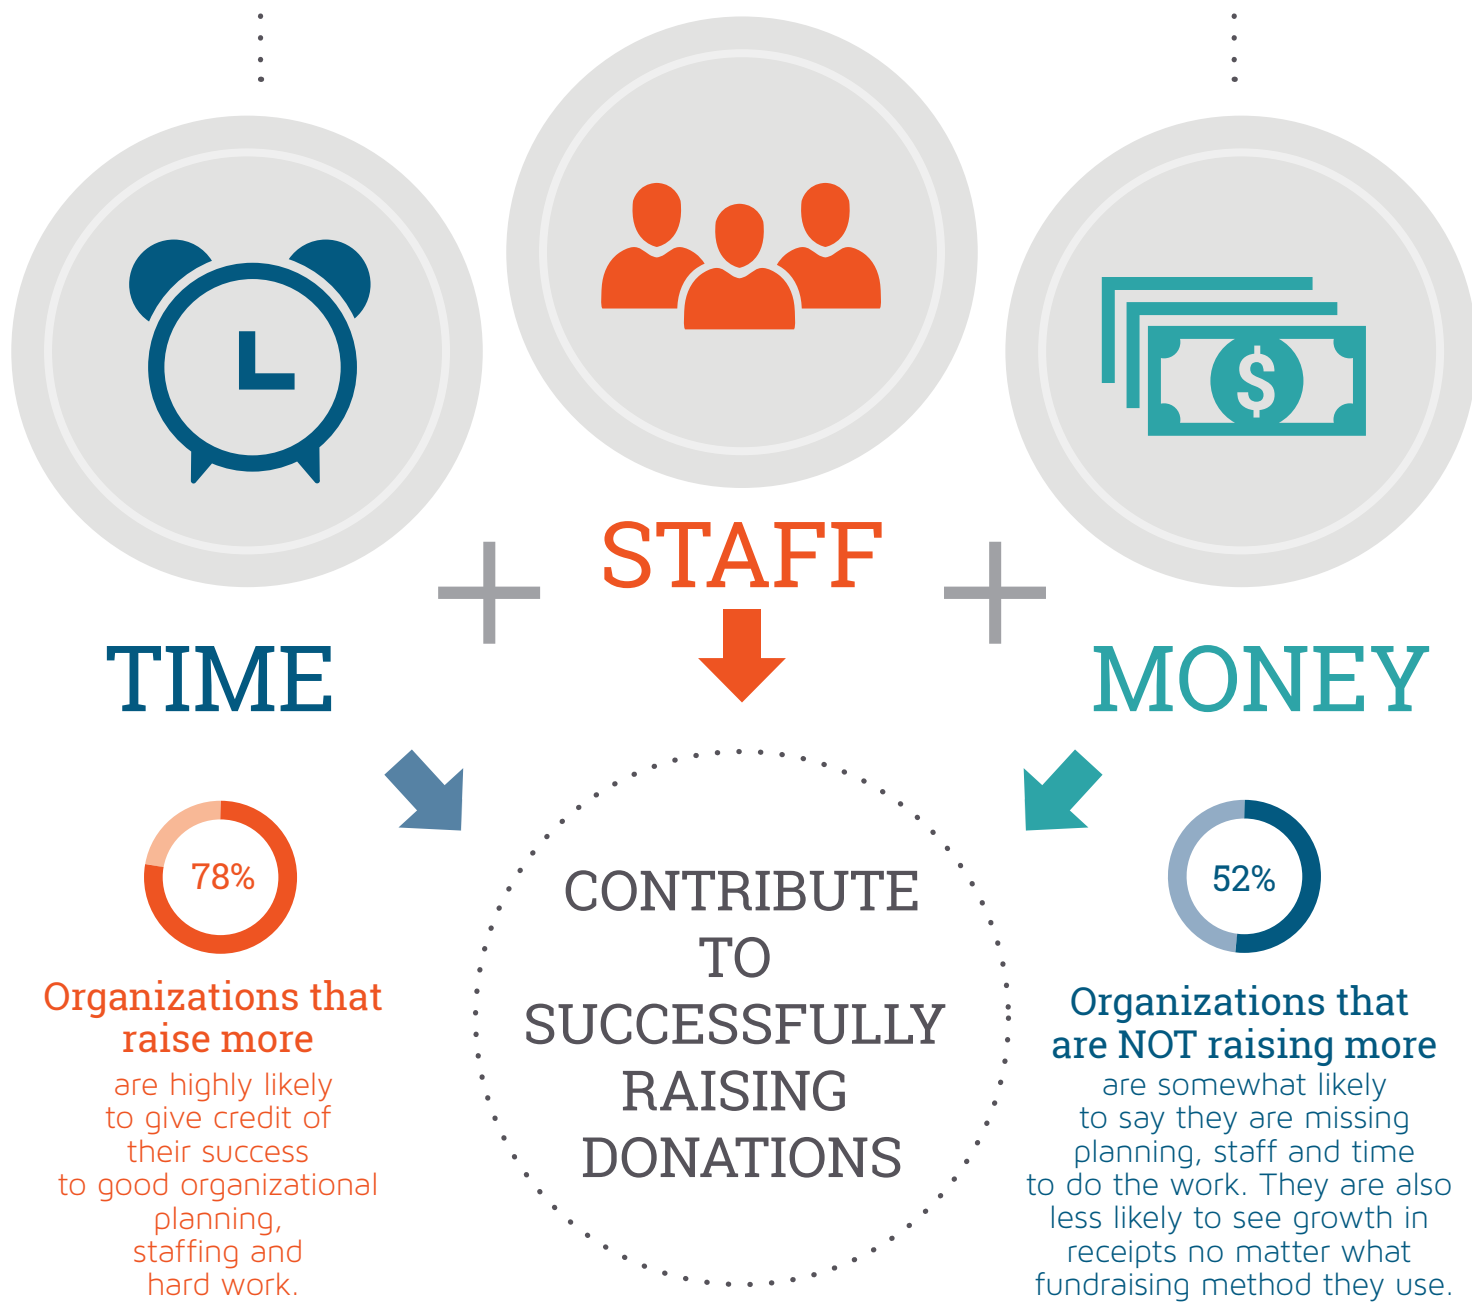 $
STAFF
TIME
MONEY
78%
Organizations that
raise more
are highly likely
to give credit of
their success
to good organizational
planning,
staffing and
hard work.
CONTRIBUTE
TO
SUCCESSFULLY
RAISING
DONATIONS
52%
Organizations that
are NOT raising more
are somewhat likely
to say they are missing
planning, staff and time
to do the work. They are also
less likely to see growth in
receipts no matter what
fundraising method they use.